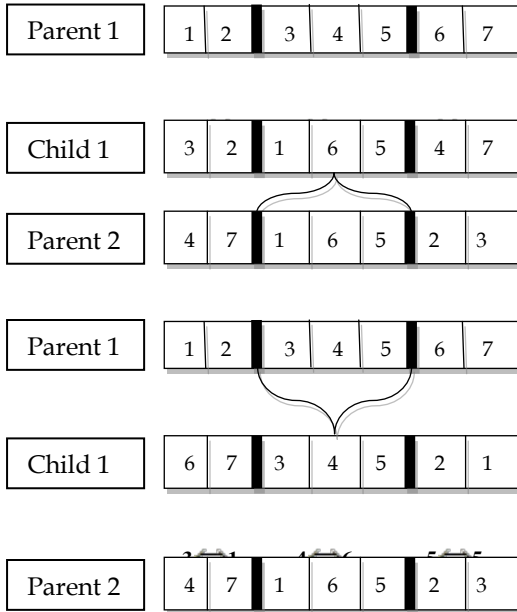 Parent 1 1 2 3 4 5 6 7
Child 1 3 2 1 6 5 4 7
Parent 2 4 7 1 6 5 2 3
Parent 1 1 2 3 4 5 6 7
Child 1 6 7 3 4 5 2 1
Parent 2 4 7 1 6 5 2 3